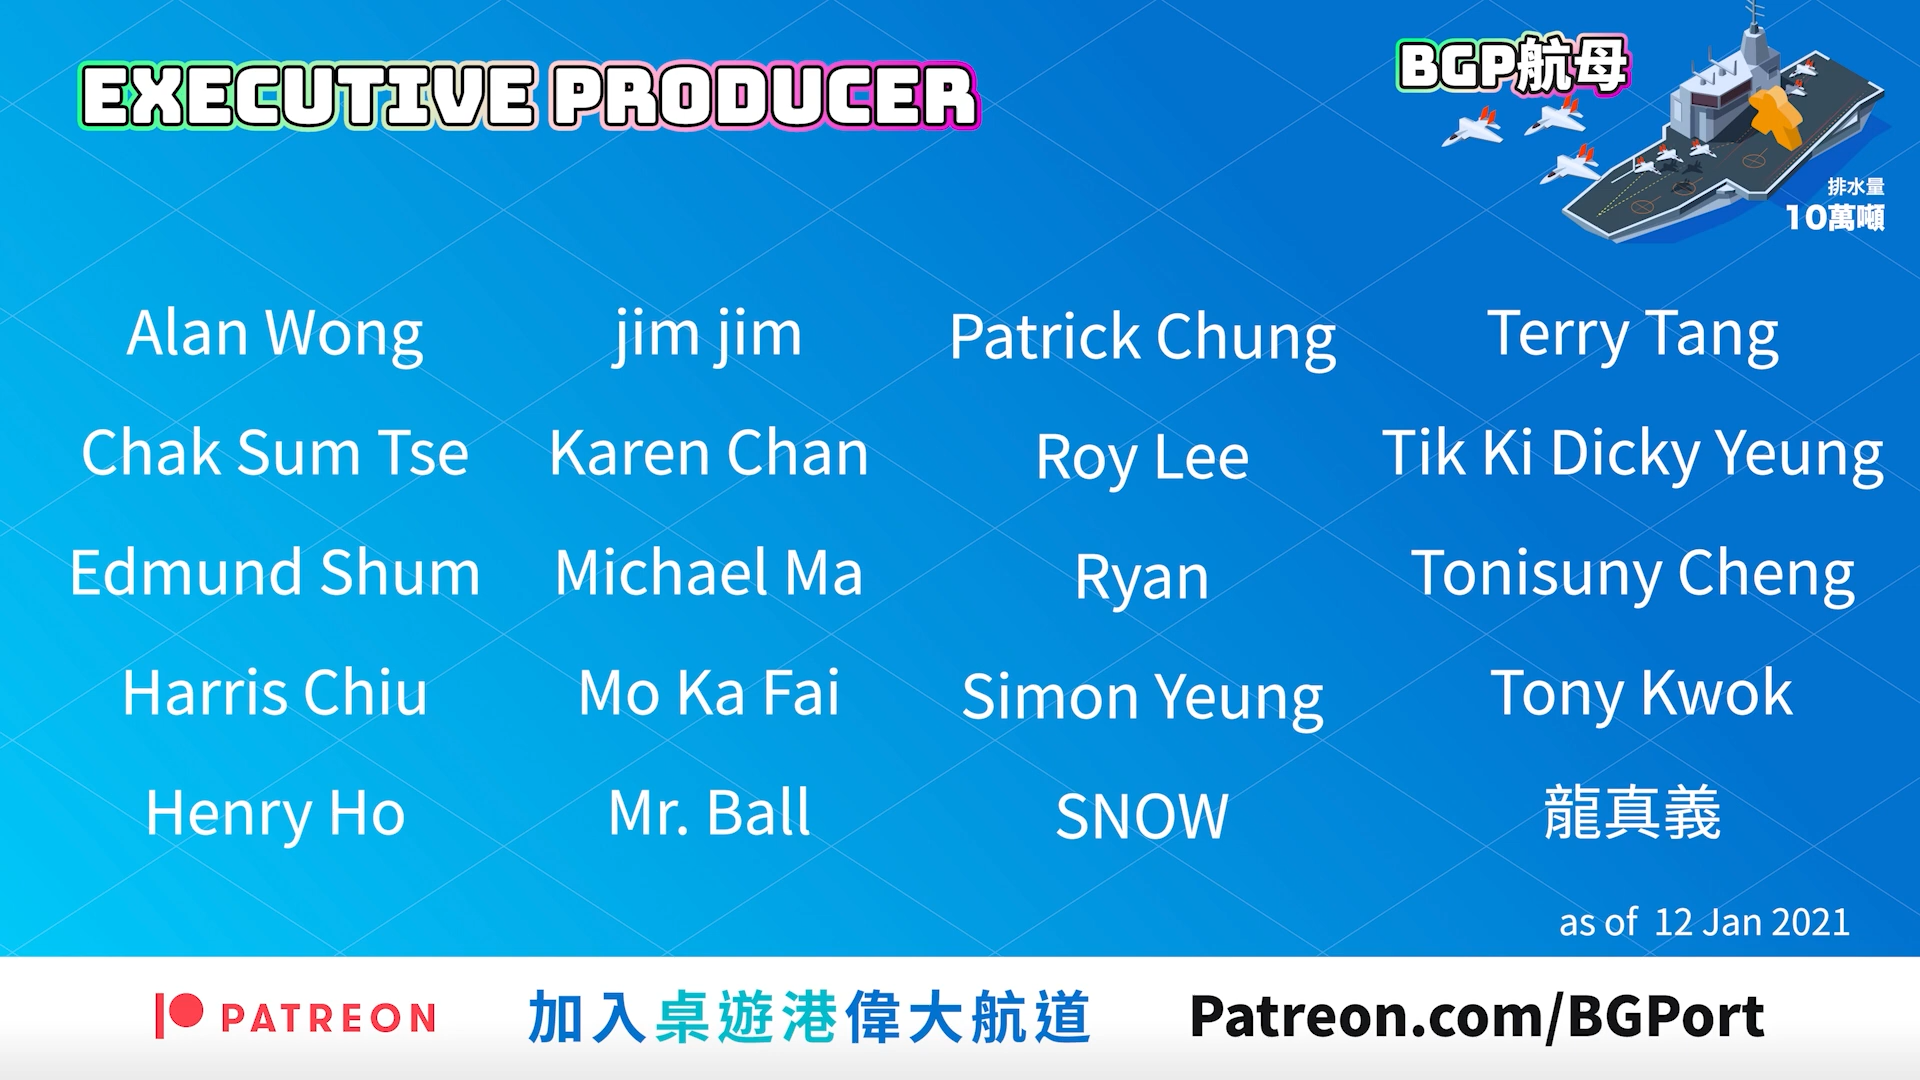 EXECUTIVE PRODUCER
BGP航母
排水量
10萬噸
Alan Wong
Chak Sum Tse
Edmund Shum
Harris Chiu
Henry Ho
jim jim
Karen Chan
Michael Ma
Mo Ka Fai
Mr. Ball
Patrick Chung
Roy Lee
Ryan
Simon Yeung
SNOW
Terry Tang
Tik Ki Dicky Yeung
Tonisuny Cheng
Tony Kwok
龍真義
as of 12 Jan 2021
PATREON
加入桌遊港偉大航道
Patreon.com/BGPort